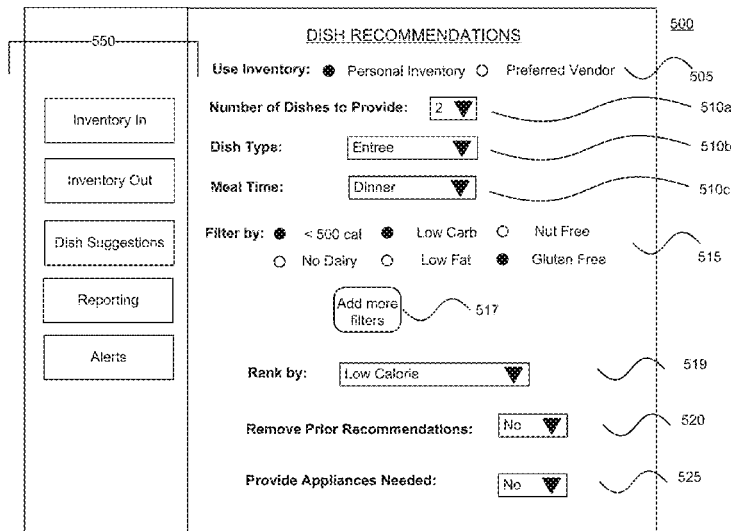 500
550
DISH RECOMMENDATIONS
Use Inventory: Personal Inventory Preferred Vendor 505
Number of Dishes to Provide: 2 510a
Dish Type: Entree 510b
Meal Time: Dinner 510c
Filter by: < 500 cal Low Carb Nut Free
No Dairy Low Fat Gluten Free 515
Add more
filters 517
Rank by: Low Calorie 519
Remove Prior Recommendations: No 520
Provide Appliances Needed: No 525
Inventory In
Inventory Out
Dish Suggestions
Reporting
Alerts